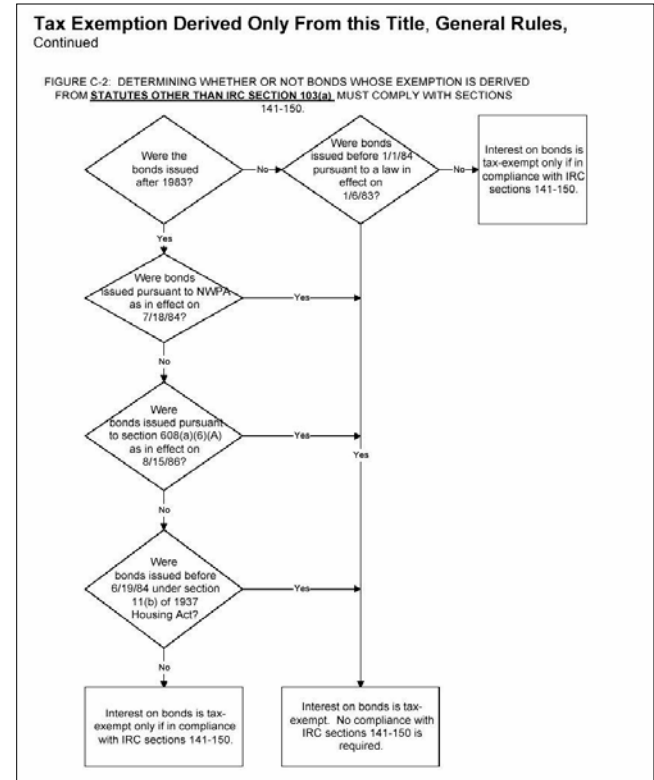 Tax Exemption Derived Only From this Title, General Rules,
Continued
FIGURE C-2: DETERMINING WHETHER OR NOT BONDS WHOSE EXEMPTION IS DERIVED
FROM STATUTES OTHER THAN IRC SECTION 103(a) MUST COMPLY WITH SECTIONS
141-150.
Were the
bonds issued
after 1983?
No
Were bonds
issued before 1/1/84
pursuant to a law in
effect on
1/6/83?
No
Interest on bonds is
tax-exempt only if in
compliance with IRC
sections 141-150.
Yes
Were bonds
issued pursuant to NWPA
as in effect on
7/18/84?
Yes
No
Were
bonds issued pursuant
to section 608(a)(6)(A)
as in effect on
8/15/86?
Yes
Yes
No
Were
bonds issued before
6/19/84 under section
11(b) of 1937
Housing Act?
Yes
No
Interest on bonds is tax-
exempt only if in compliance
with IRC sections 141-150.
Interest on bonds is tax-
exempt. No compliance with
IRC sections 141-150 is
required.